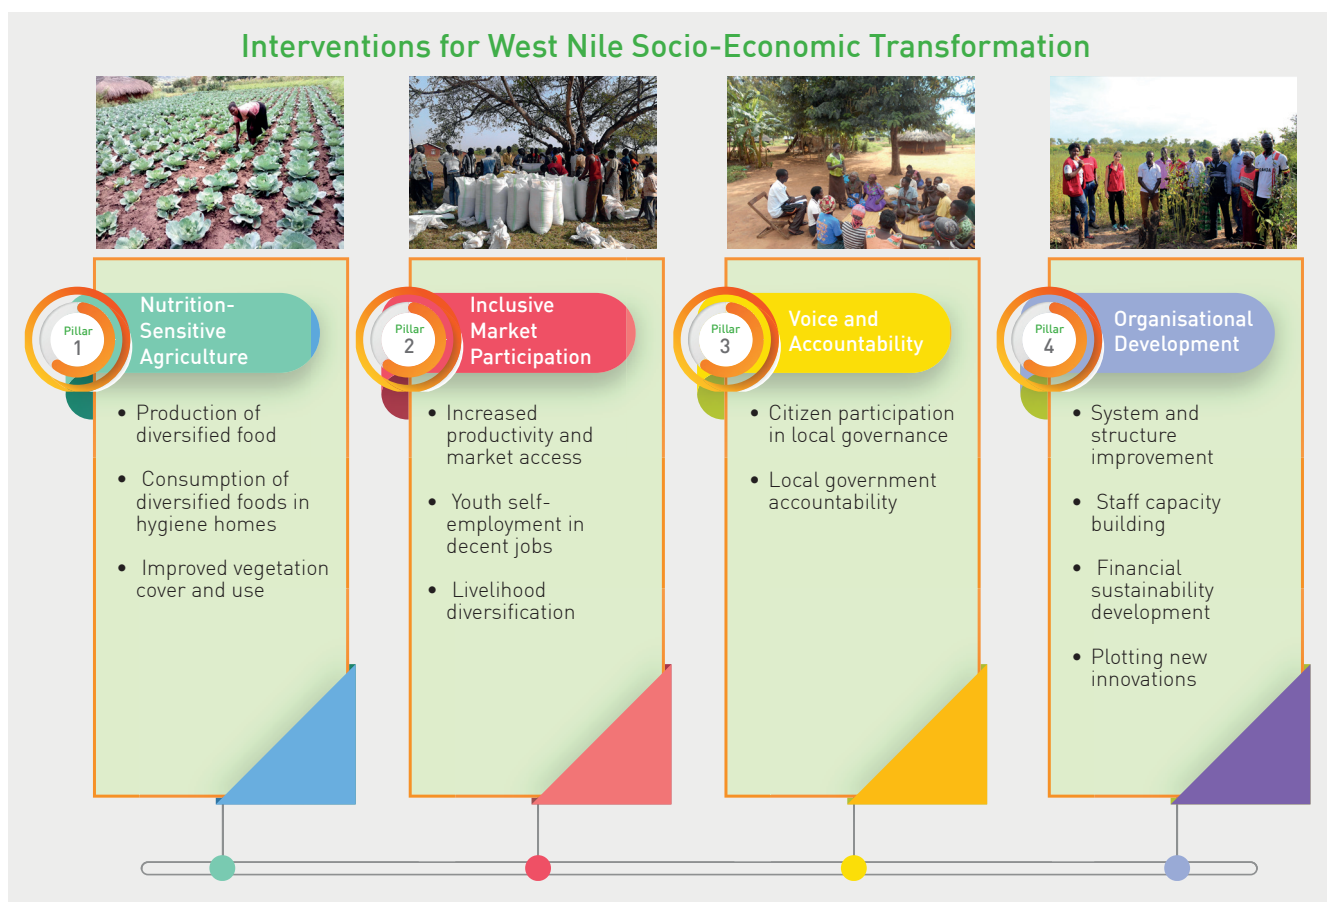 Interventions for West Nile Socio-Economic Transformation
Pillar
1
Nutrition-
Sensitive
Agriculture
• Production of
diversified food
• Consumption of
diversified foods in
hygiene homes
• Improved vegetation
cover and use
Pillar
2
Inclusive
Market
Participation
• Increased
productivity and
market access
• Youth self-
employment in
decent jobs
• Livelihood
diversification
Pillar
3
Voice and
Accountability
• Citizen participation
in local governance
• Local government
accountability
Pillar
4
Organisational
Development
• System and
structure
improvement
• Staff capacity
building
• Financial
sustainability
development
• Plotting new
innovations